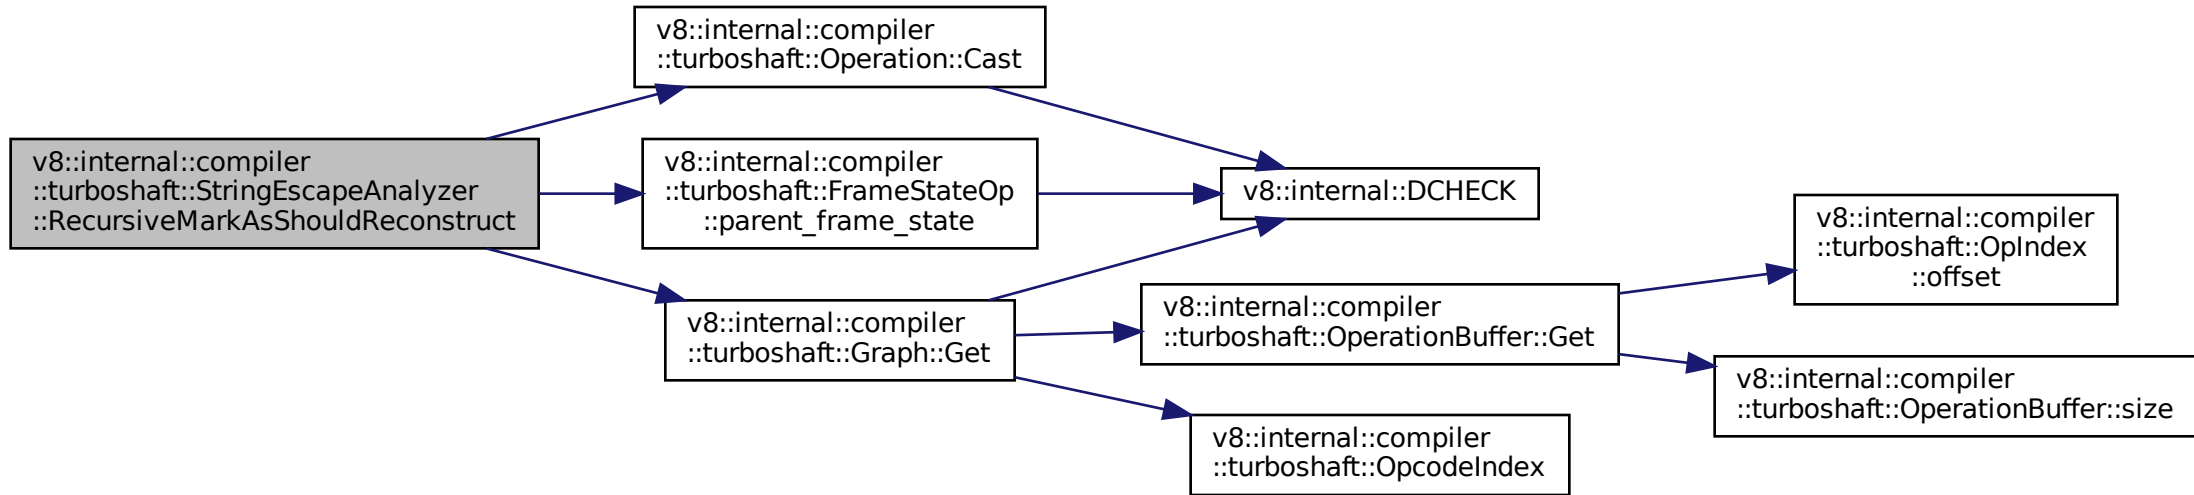 v8::internal::compiler
::turboshaft::StringEscapeAnalyzer
::RecursiveMarkAsShouldReconstruct
v8::internal::compiler
::turboshaft::Operation::Cast
v8::internal::compiler
::turboshaft::FrameStateOp
::parent_frame_state
v8::internal::compiler
::turboshaft::Graph::Get
v8::internal::DCHECK
v8::internal::compiler
::turboshaft::OperationBuffer::Get
v8::internal::compiler
::turboshaft::OpcodeIndex
v8::internal::compiler
::turboshaft::OpIndex
::offset
v8::internal::compiler
::turboshaft::OperationBuffer::size